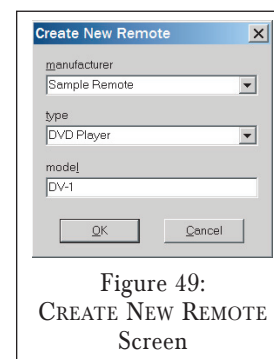 Create New Remote
manufacturer
Sample Remote
type
DVD Player
model
DV-1
OK
Cancel
Figure 49:
CREATE NEW REMOTE
Screen